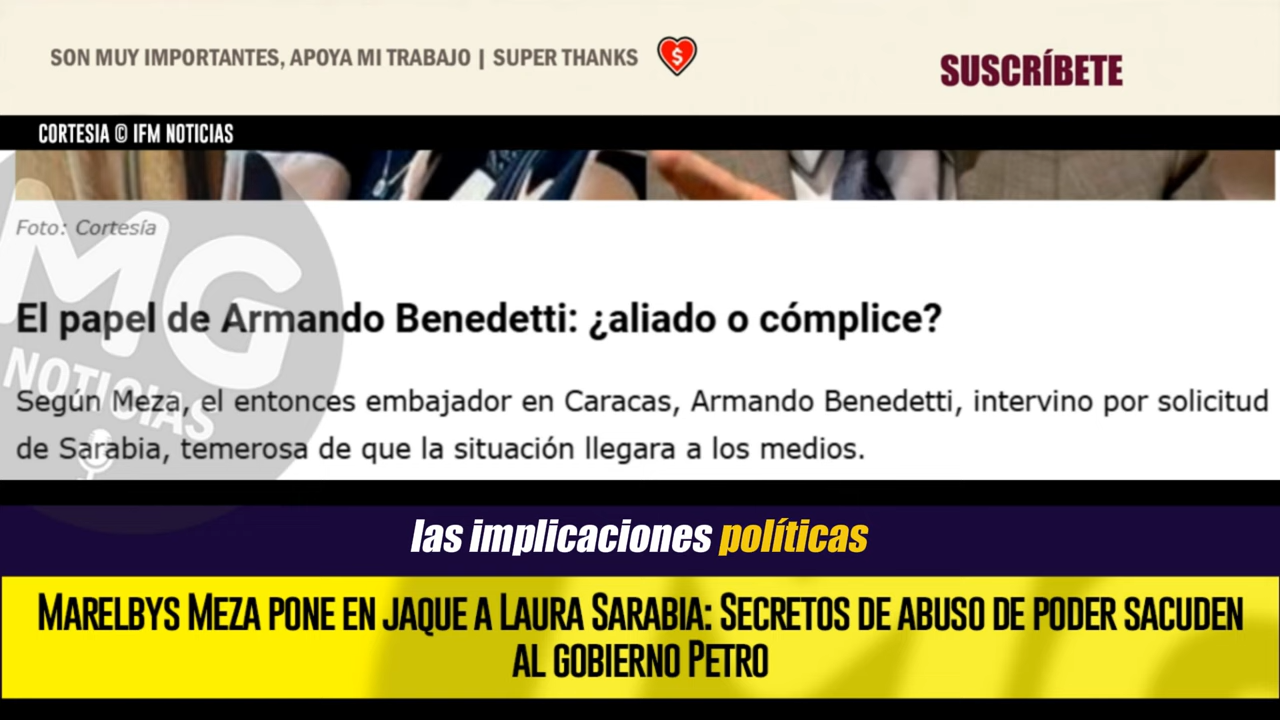 SON MUY IMPORTANTES, APOYA MI TRABAJO | SUPER THANKS
SUSCRÍBETE
CORTESIA © IFM NOTICIAS
Foto: Cortesía
MG
NOTICIAS
El papel de Armando Benedetti: ¿aliado o cómplice?
Según Meza, el entonces embajador en Caracas, Armando Benedetti, intervino por solicitud
de Sarabia, temerosa de que la situación llegara a los medios.
las implicaciones políticas
MARELBYS MEZA PONE EN JAQUE A LAURA SARABIA: SECRETOS DE ABUSO DE PODER SACUDEN
AL GOBIERNO PETRO